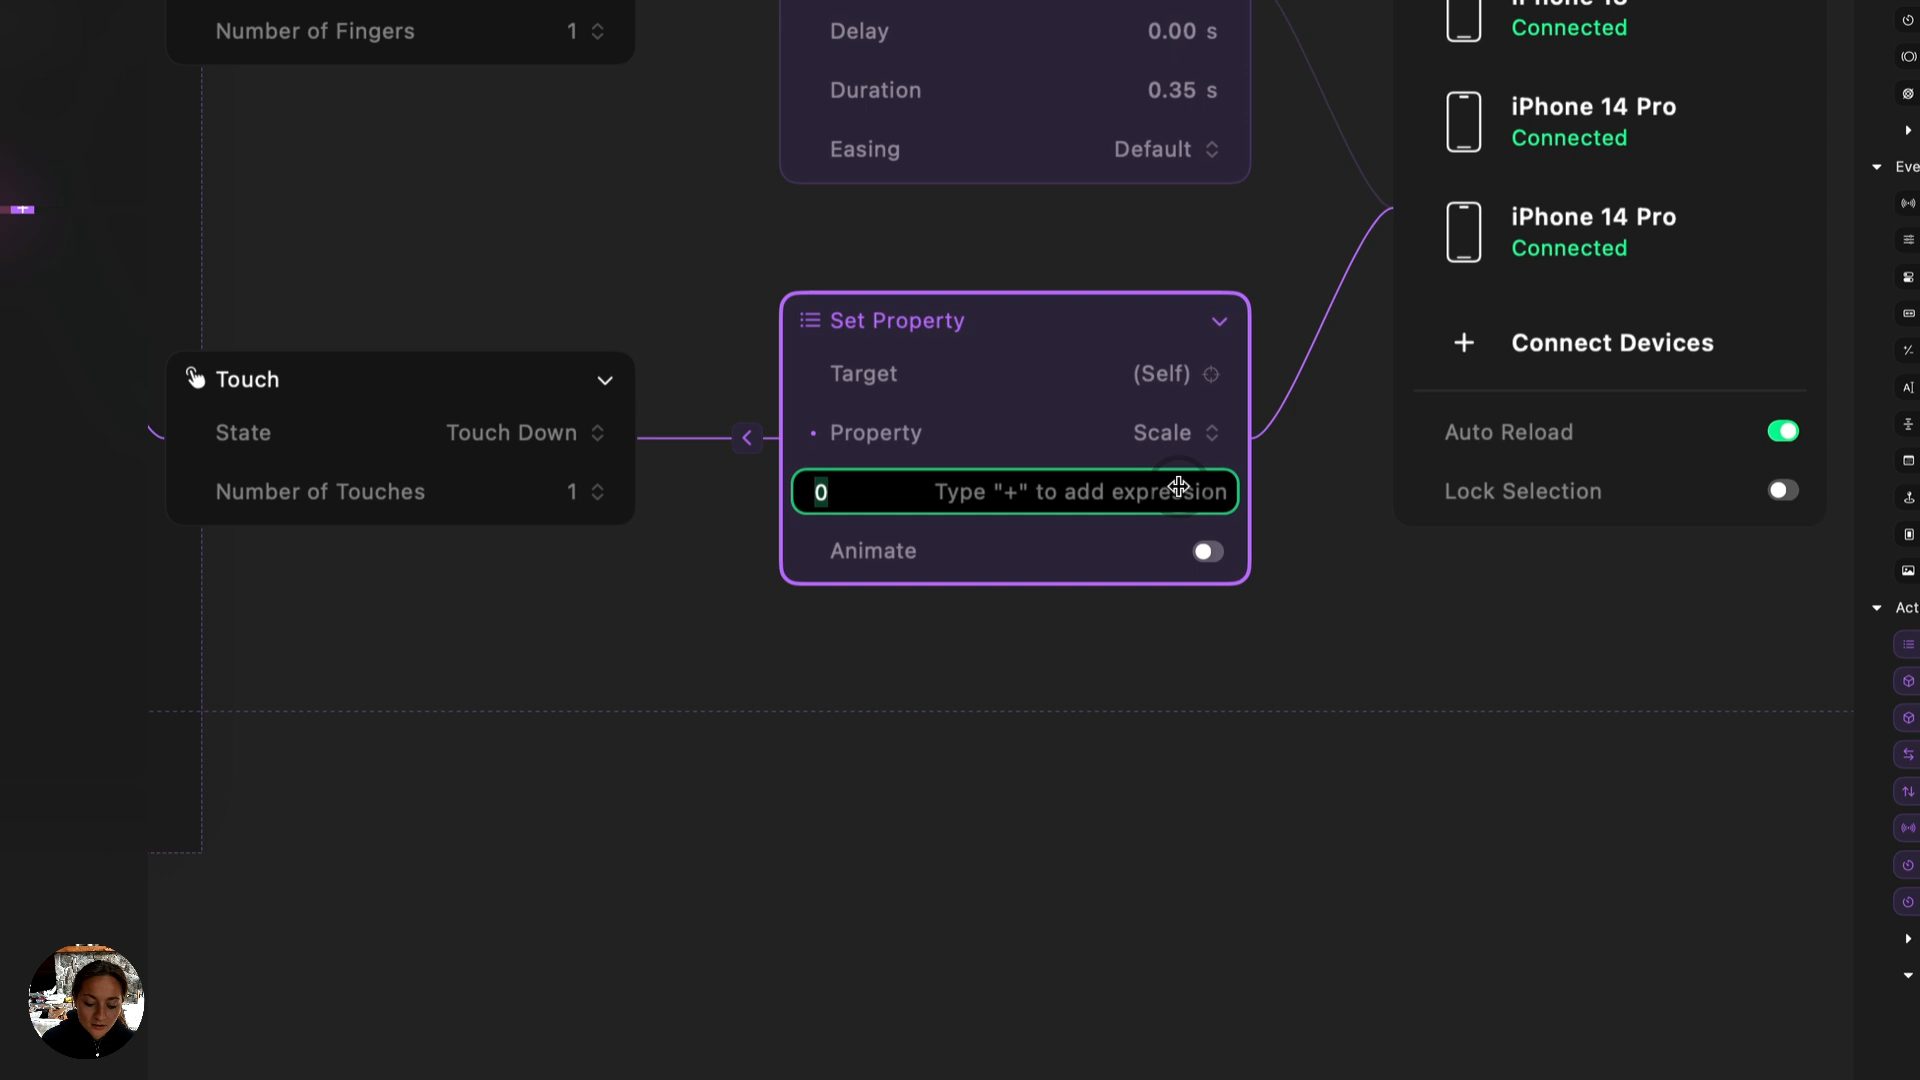 Number of Fingers 1
Delay 0.00 s
Duration 0.35 s
Easing Default
Connected
iPhone 14 Pro
Connected
iPhone 14 Pro
Connected
+ Connect Devices
Auto Reload
Lock Selection
Touch
State Touch Down
Number of Touches 1
Set Property
Target (Self)
Property Scale
0 Type "+" to add expression
Animate
Eve
Act